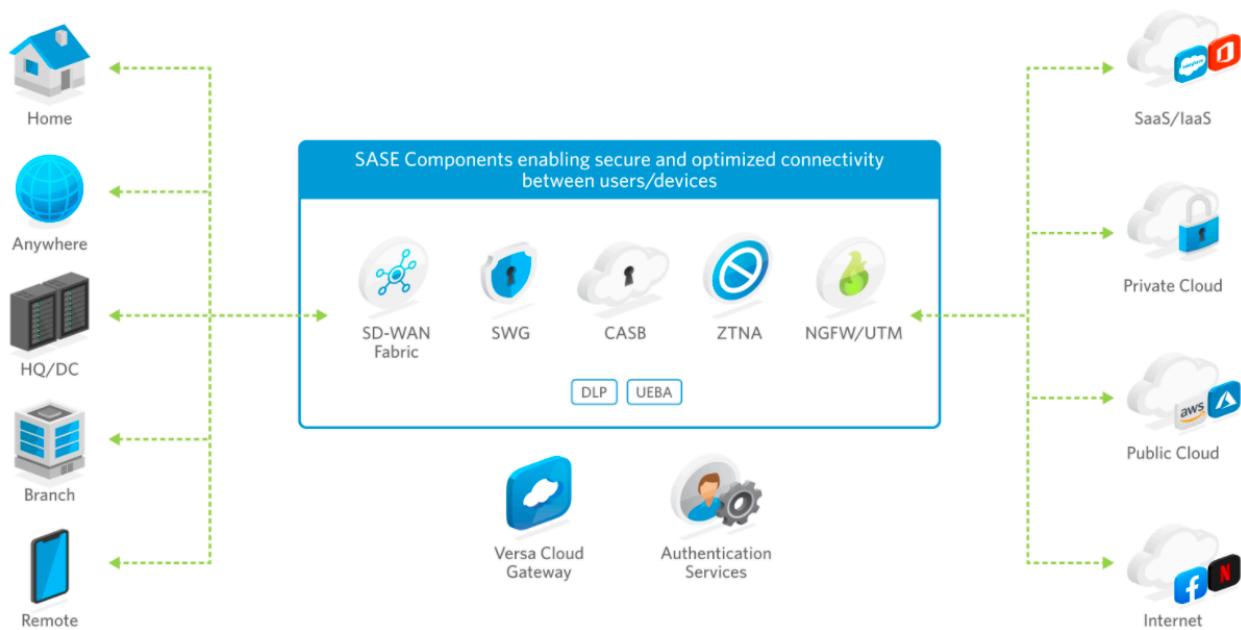 Home
Anywhere
HQ/DC
Branch
Remote
SASE Components enabling secure and optimized connectivity
between users/devices
SD-WAN
Fabric
SWG
CASB
ZTNA
NGFW/UTM
DLP
UEBA
Versa Cloud
Gateway
Authentication
Services
salesforce
SaaS/IaaS
Private Cloud
aws
Public Cloud
f
N
Internet